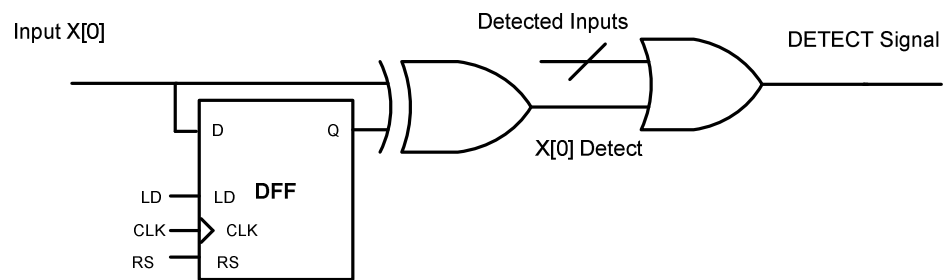 Input X[0]
Detected Inputs
DETECT Signal
D
Q
X[0] Detect
LD
LD
DFF
CLK
CLK
RS
RS